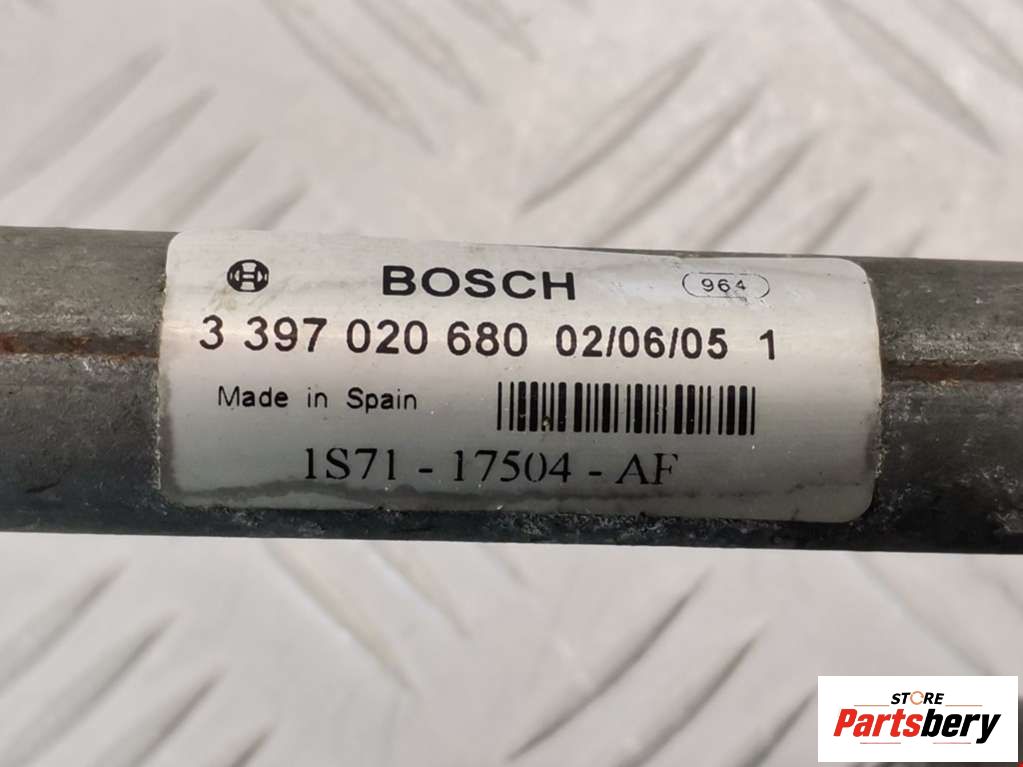 BOSCH 964
3 397 020 680 02/06/05 1
Made in Spain
1S71 - 17504 - AF
STORE
Partsbery